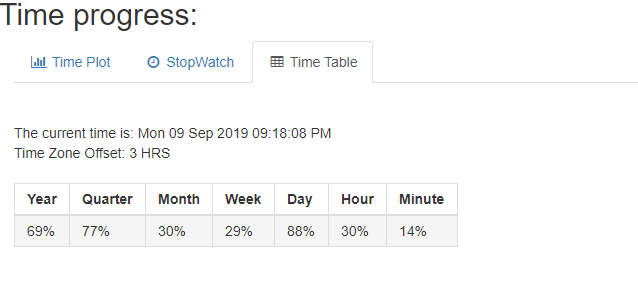 Time progress:
Time Plot StopWatch Time Table
The current time is: Mon 09 Sep 2019 09:18:08 PM
Time Zone Offset: 3 HRS
Year Quarter Month Week Day Hour Minute
69% 77% 30% 29% 88% 30% 14%